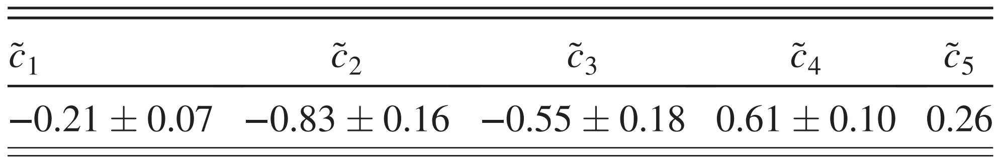 c̃₁ c̃₂ c̃₃ c̃₄ c̃₅
−0.21 ± 0.07 −0.83 ± 0.16 −0.55 ± 0.18 0.61 ± 0.10 0.26